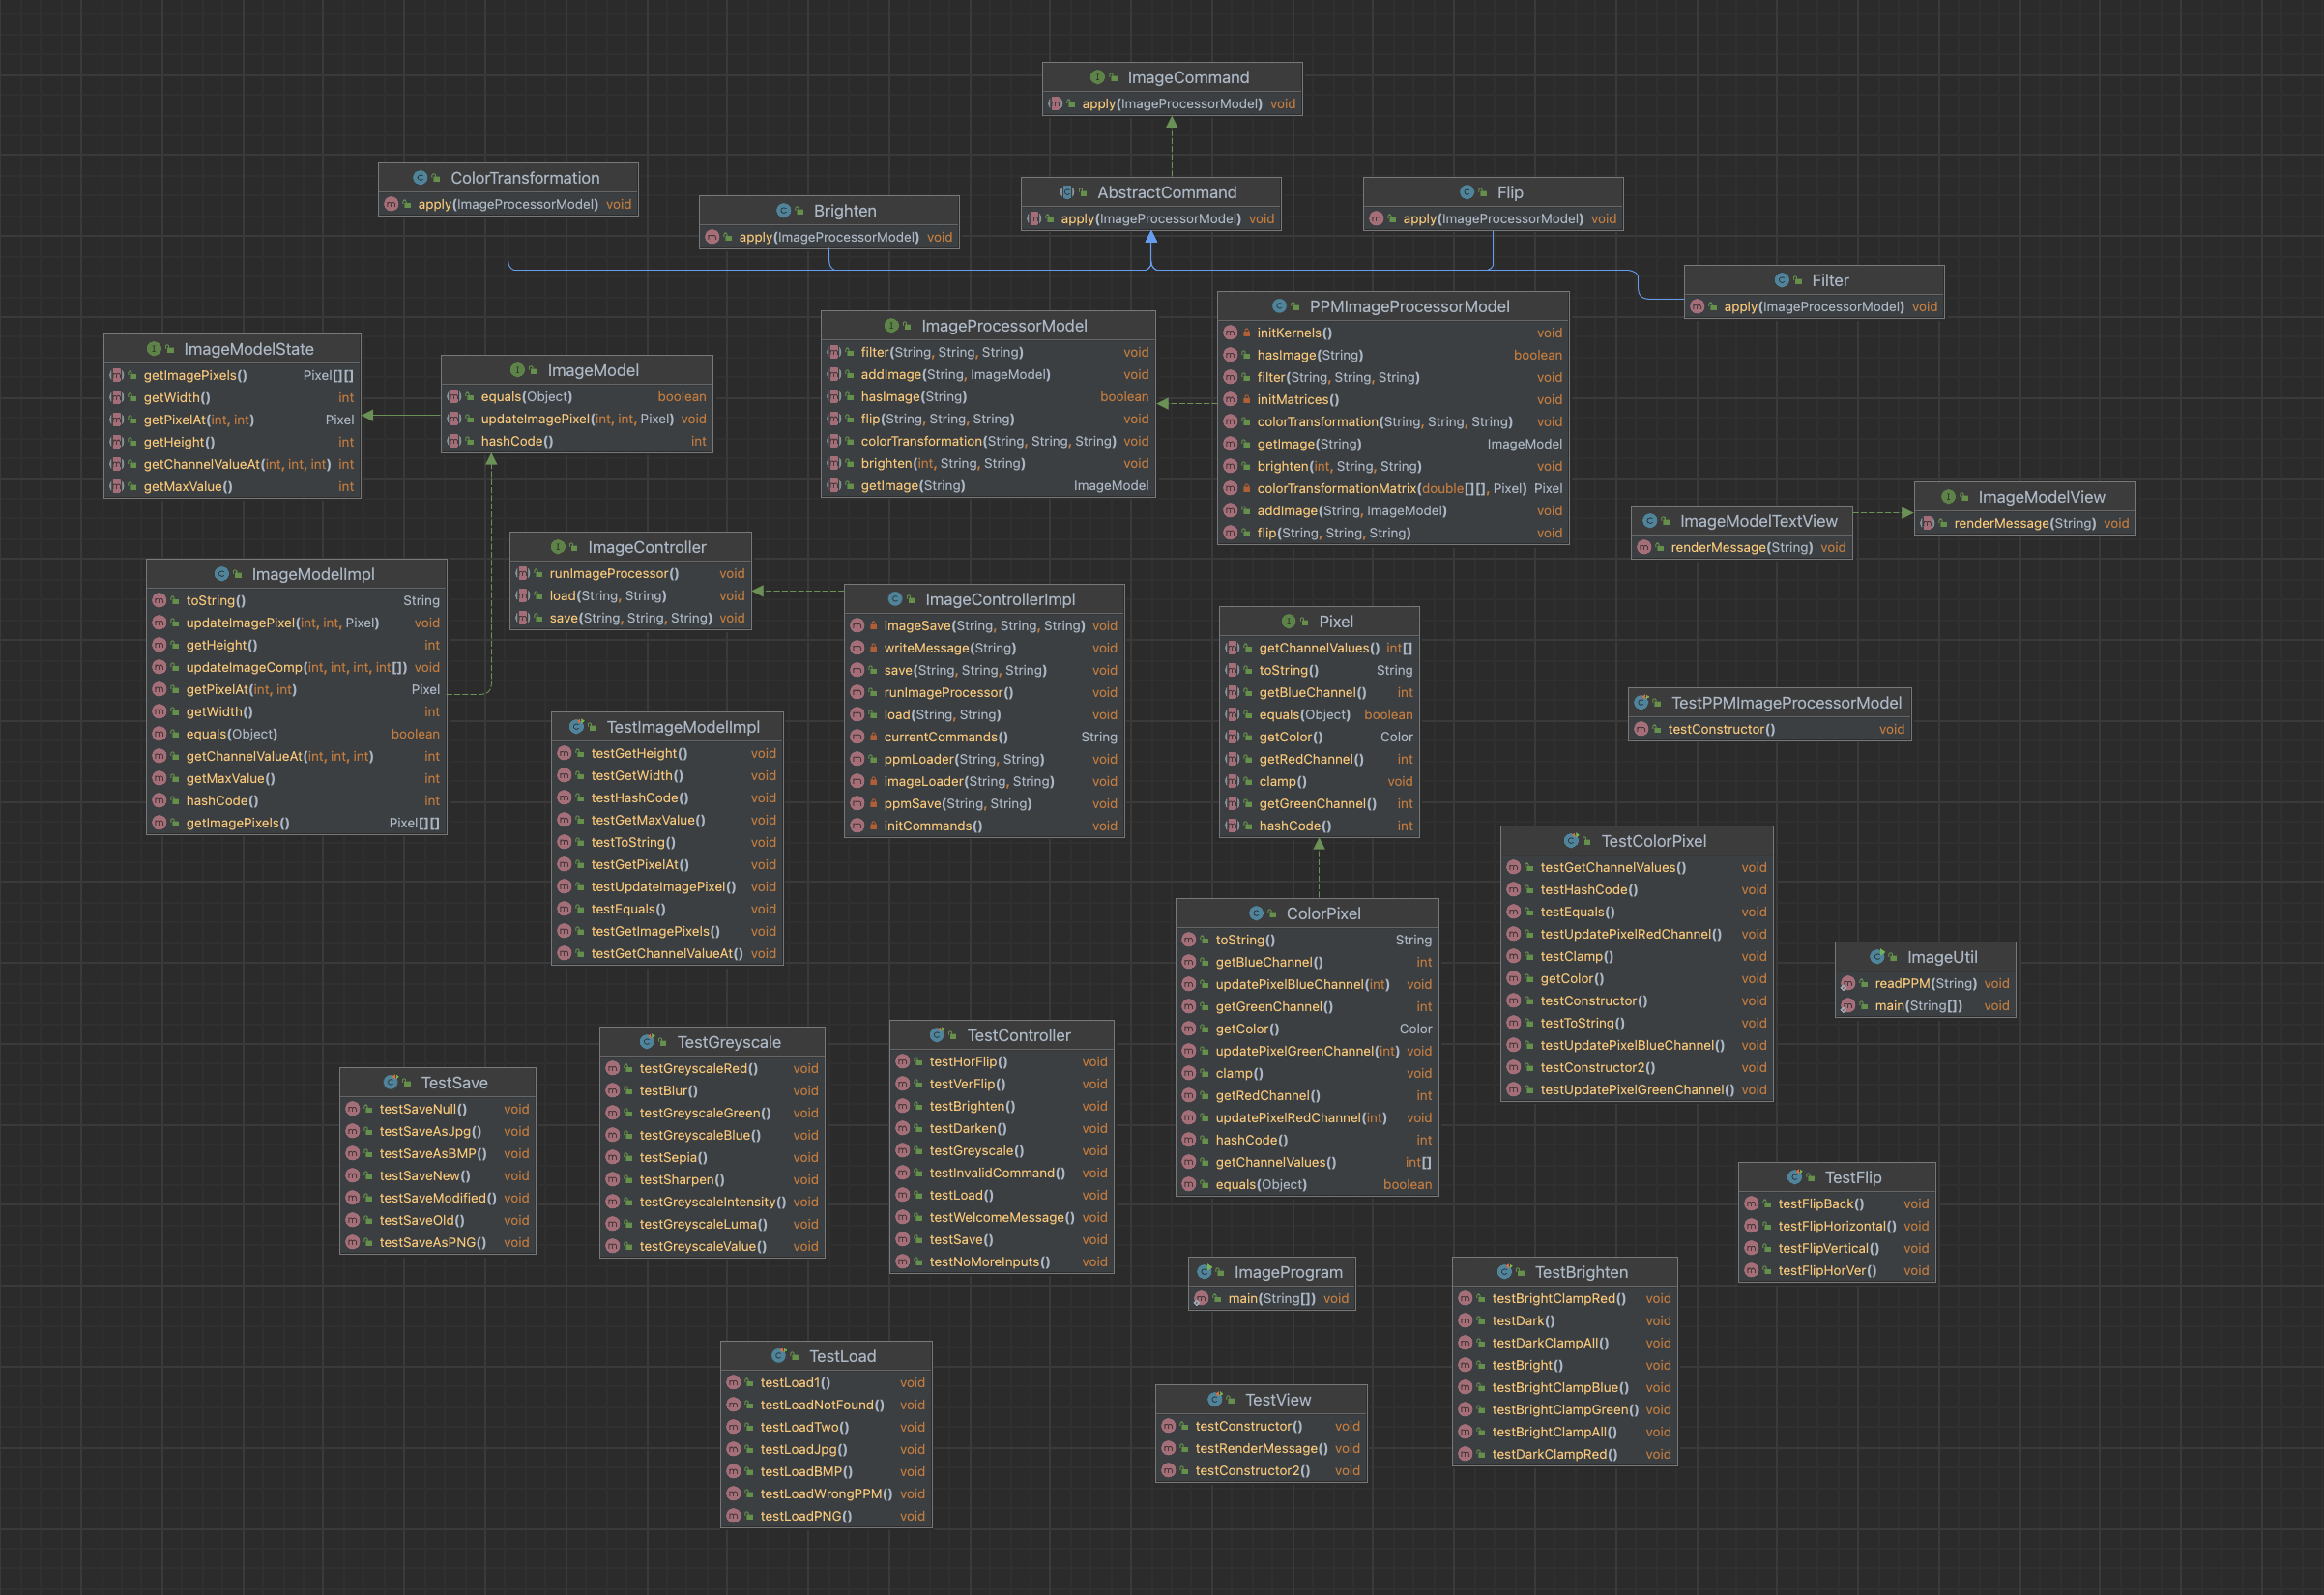 ImageCommand
apply(ImageProcessorModel) void
ColorTransformation
apply(ImageProcessorModel) void
Brighten
apply(ImageProcessorModel) void
AbstractCommand
apply(ImageProcessorModel) void
Flip
apply(ImageProcessorModel) void
Filter
apply(ImageProcessorModel) void
ImageModelState
getImagePixels() Pixel[][]
getWidth() int
getPixelAt(int, int) Pixel
getHeight() int
getChannelValueAt(int, int, int) int
getMaxValue() int
ImageModel
equals(Object) boolean
updateImagePixel(int, int, Pixel) void
hashCode() int
ImageProcessorModel
filter(String, String, String) void
addImage(String, ImageModel) void
hasImage(String) boolean
flip(String, String, String) void
colorTransformation(String, String, String) void
brighten(int, String, String) void
getImage(String) ImageModel
PPMImageProcessorModel
initKernels() void
hasImage(String) boolean
filter(String, String, String) void
initMatrices() void
colorTransformation(String, String, String) void
getImage(String) ImageModel
brighten(int, String, String) void
colorTransformationMatrix(double[][], Pixel) Pixel
addImage(String, ImageModel) void
flip(String, String, String) void
ImageModelTextView
renderMessage(String) void
ImageModelView
renderMessage(String) void
ImageController
runImageProcessor() void
load(String, String) void
save(String, String, String) void
ImageModelImpl
toString() String
updateImagePixel(int, int, Pixel) void
getHeight() int
updateImageComp(int, int, int, int[]) void
getPixelAt(int, int) Pixel
getWidth() int
equals(Object) boolean
getChannelValueAt(int, int, int) int
getMaxValue() int
hashCode() int
getImagePixels() Pixel[][]
ImageControllerImpl
imageSave(String, String, String) void
writeMessage(String) void
save(String, String, String) void
runImageProcessor() void
load(String, String) void
currentCommands() String
ppmLoader(String, String) void
imageLoader(String, String) void
ppmSave(String, String) void
initCommands() void
Pixel
getChannelValues() int[]
toString() String
getBlueChannel() int
equals(Object) boolean
getColor() Color
getRedChannel() int
clamp() void
getGreenChannel() int
hashCode() int
TestPPMImageProcessorModel
testConstructor() void
TestImageModelImpl
testGetHeight() void
testGetWidth() void
testHashCode() void
testGetMaxValue() void
testToString() void
testGetPixelAt() void
testUpdateImagePixel() void
testEquals() void
testGetImagePixels() void
testGetChannelValueAt() void
TestColorPixel
testGetChannelValues() void
testHashCode() void
testEquals() void
testUpdatePixelRedChannel() void
testClamp() void
getColor() void
testConstructor() void
testToString() void
testUpdatePixelBlueChannel() void
testConstructor2() void
testUpdatePixelGreenChannel() void
ColorPixel
toString() String
getBlueChannel() int
updatePixelBlueChannel(int) void
getGreenChannel() int
getColor() Color
updatePixelGreenChannel(int) void
clamp() void
getRedChannel() int
updatePixelRedChannel(int) void
hashCode() int
getChannelValues() int[]
equals(Object) boolean
ImageUtil
readPPM(String) void
main(String[]) void
TestSave
testSaveNull() void
testSaveAsJpg() void
testSaveAsBMP() void
testSaveNew() void
testSaveModified() void
testSaveOld() void
testSaveAsPNG() void
TestGreyscale
testGreyscaleRed() void
testBlur() void
testGreyscaleGreen() void
testGreyscaleBlue() void
testSepia() void
testSharpen() void
testGreyscaleIntensity() void
testGreyscaleLuma() void
testGreyscaleValue() void
TestController
testHorFlip() void
testVerFlip() void
testBrighten() void
testDarken() void
testGreyscale() void
testInvalidCommand() void
testLoad() void
testWelcomeMessage() void
testSave() void
testNoMoreInputs() void
TestFlip
testFlipBack() void
testFlipHorizontal() void
testFlipVertical() void
testFlipHorVer() void
ImageProgram
main(String[]) void
TestBrighten
testBrightClampRed() void
testDark() void
testDarkClampAll() void
testBright() void
testBrightClampBlue() void
testBrightClampGreen() void
testBrightClampAll() void
testDarkClampRed() void
TestLoad
testLoad1() void
testLoadNotFound() void
testLoadTwo() void
testLoadJpg() void
testLoadBMP() void
testLoadWrongPPM() void
testLoadPNG() void
TestView
testConstructor() void
testRenderMessage() void
testConstructor2() void